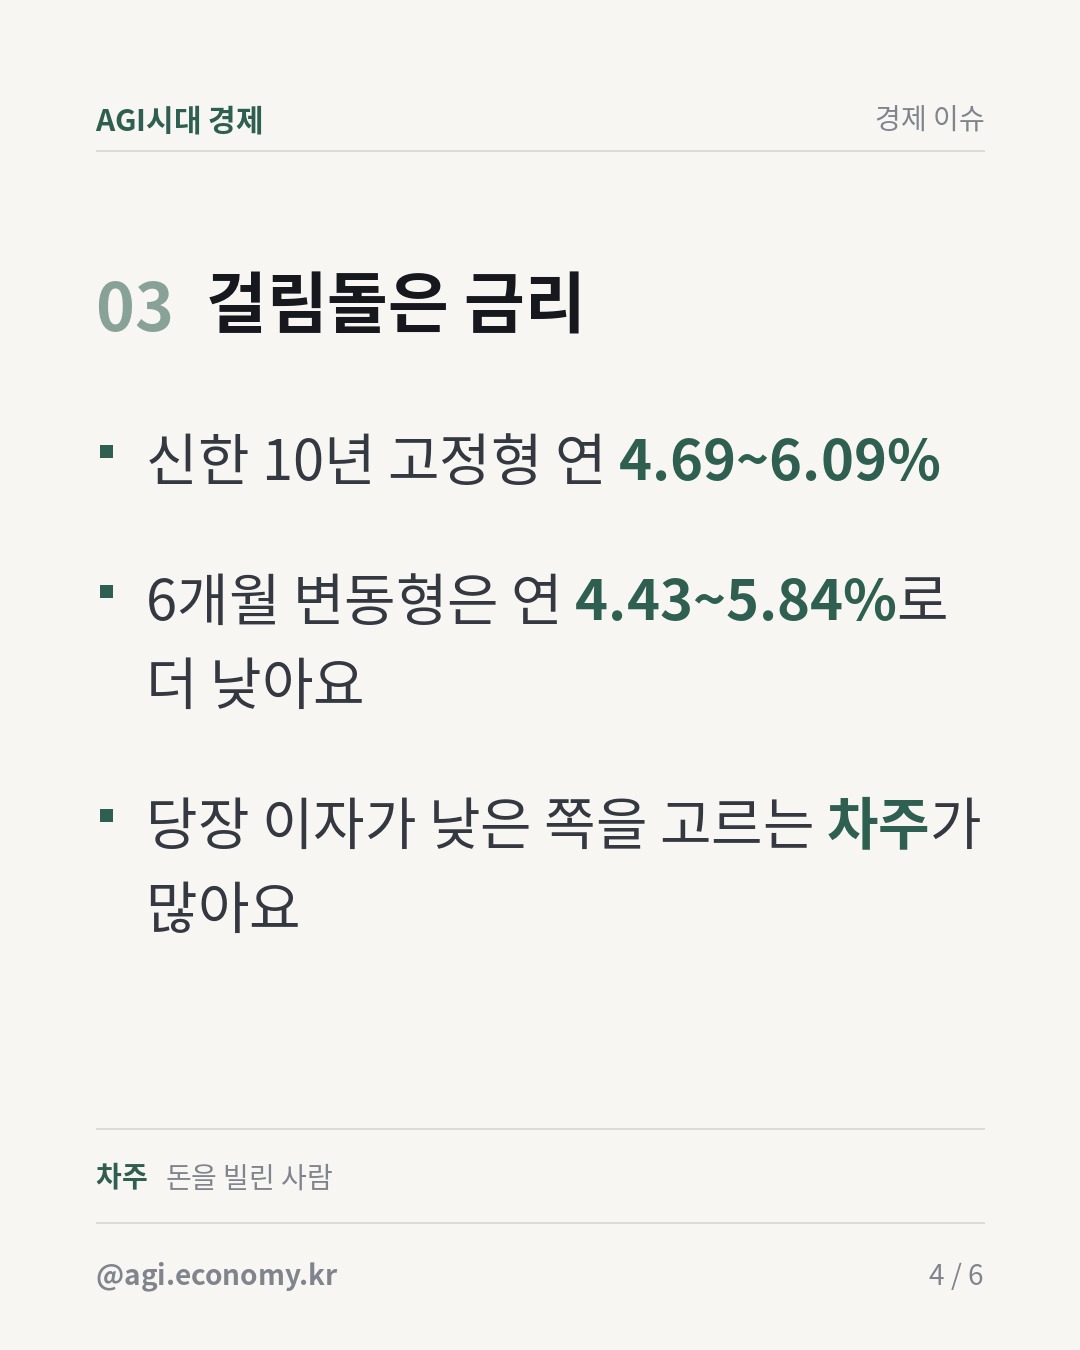 AGI시대 경제
경제 이슈
03 걸림돌은 금리
▪ 신한 10년 고정형 연 4.69~6.09%
▪ 6개월 변동형은 연 4.43~5.84%로
더 낮아요
▪ 당장 이자가 낮은 쪽을 고르는 차주가
많아요
차주 돈을 빌린 사람
@agi.economy.kr
4 / 6